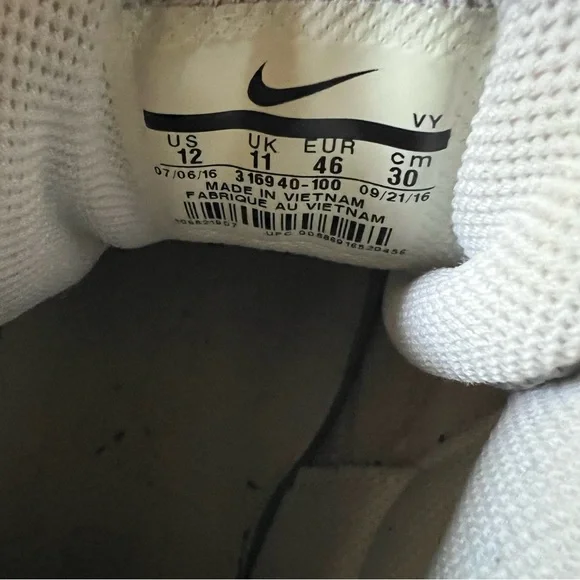 VY
US UK EUR cm
12 11 46 30
07/06/16 316940-100 09/21/16
MADE IN VIETNAM
FABRIQUE AU VIETNAM
UPC